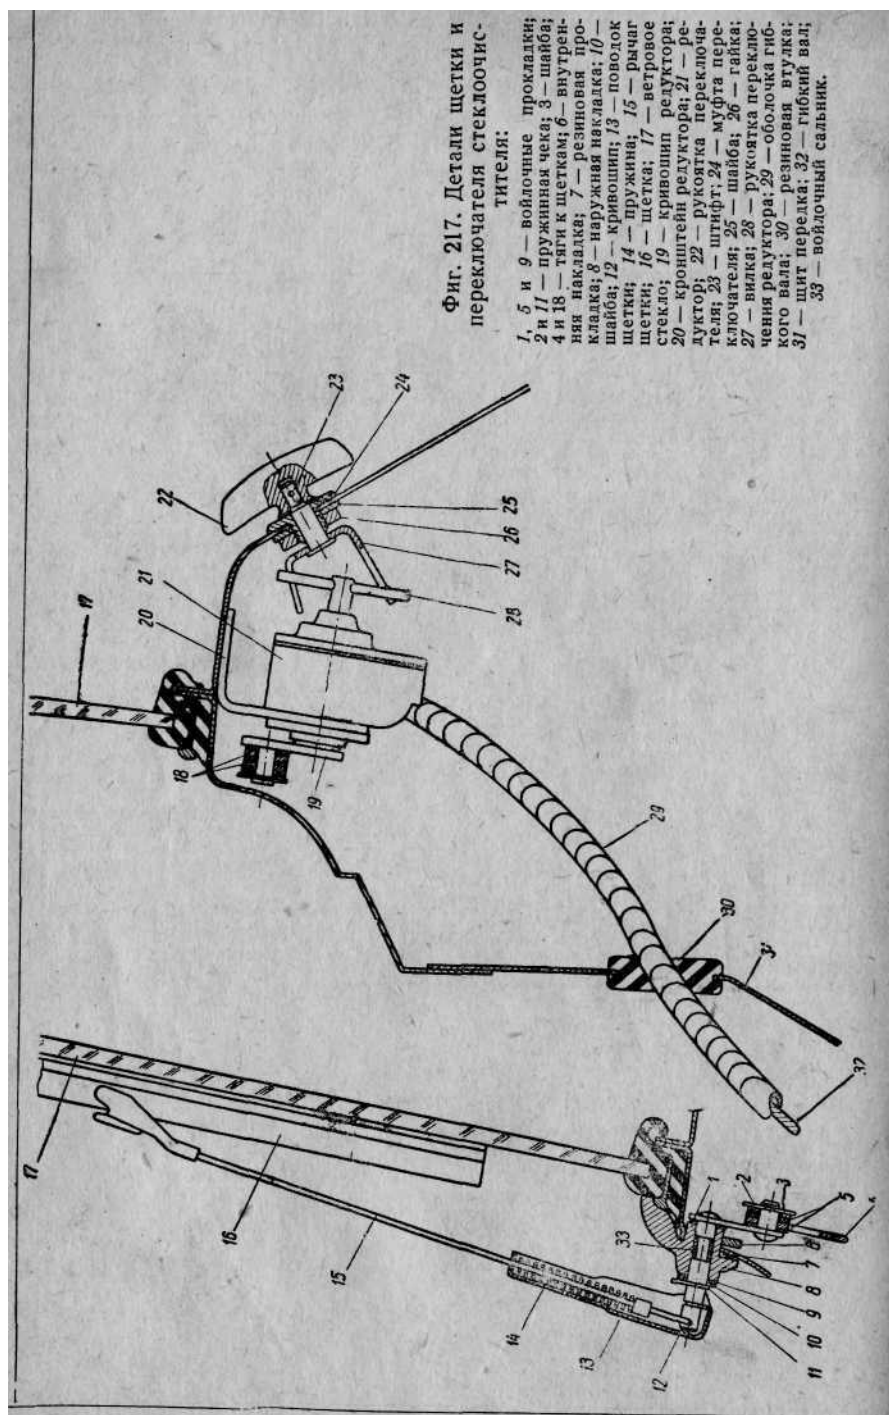 Фиг. 217. Детали щетки и
переключателя стеклоочис-
тителя:
1, 5 и 9 — войлочные прокладки;
2 и 11 — пружинная чека; 3 — шайба;
4 и 18 — тяги к щеткам; 6 — внутрен-
няя накладка; 7 — резиновая про-
кладка; 8 — наружная накладка; 10 —
шайба; 12 — кривошип; 13 — поводок
щетки; 14 — пружина; 15 — рычаг
щетки; 16 — щетка; 17 — ветровое
стекло; 19 — кривошип редуктора;
20 — кронштейн редуктора; 21 — ре-
дуктор; 22 — рукоятка переключа-
теля; 23 — штифт; 24 — муфта пере-
ключателя; 25 — шайба; 26 — гайка;
27 — вилка; 28 — рукоятка переклю-
чения редуктора; 29 — оболочка гиб-
кого вала; 30 — резиновая втулка;
31 — щит передка; 32 — гибкий вал;
33 — войлочный сальник.
17
16
15
14
13
12
33
1
2
3
5
4
6
7
8
9
10
11
17
18
19
20
21
22
23
24
25
26
27
28
29
30
31
32